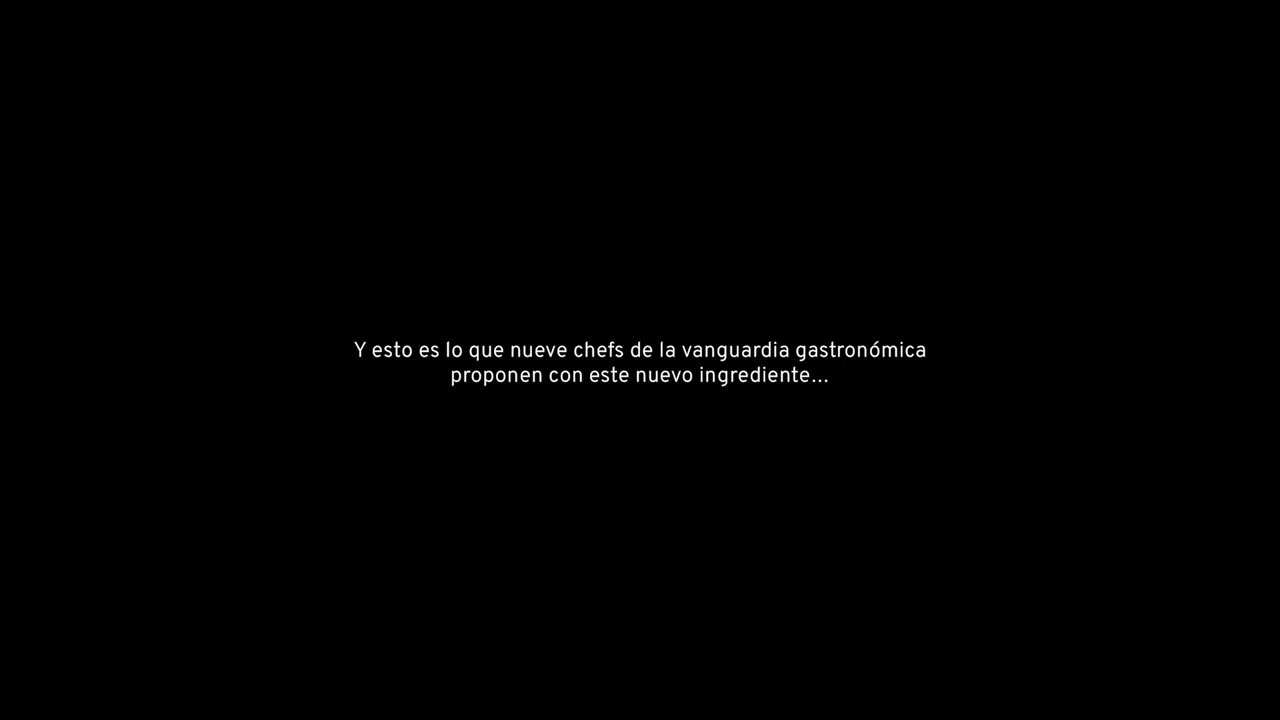 Y esto es lo que nueve chefs de la vanguardia gastronómica
proponen con este nuevo ingrediente...